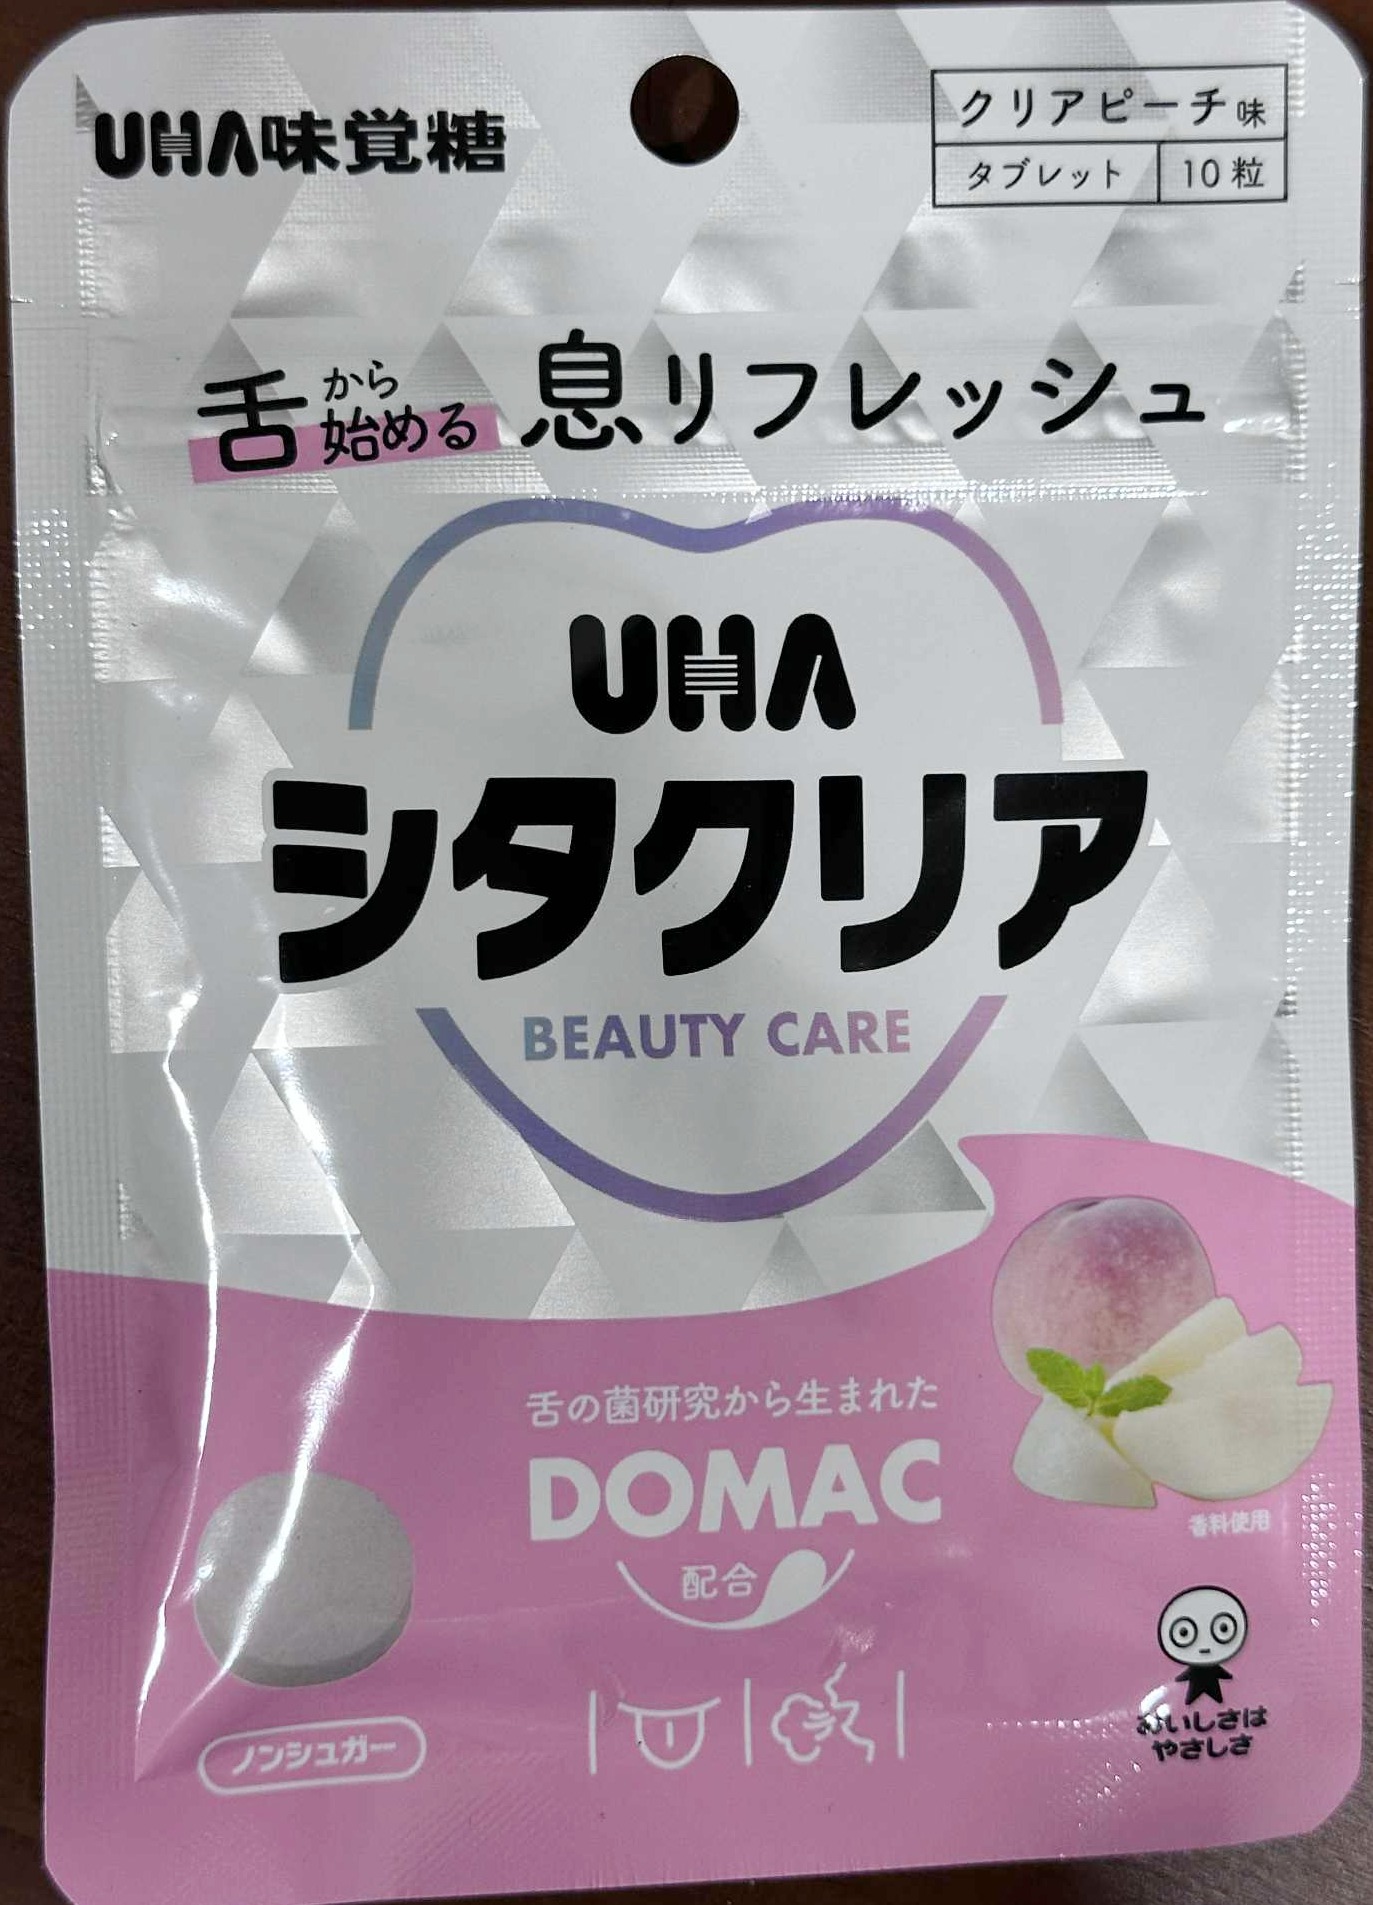 UHA味覚糖
クリアピーチ味
タブレット 10粒
舌から始める 息リフレッシュ
UHA
シタクリア
BEAUTY CARE
舌の菌研究から生まれた
DOMAC
配合
香料使用
ノンシュガー
おいしさは
やさしさ